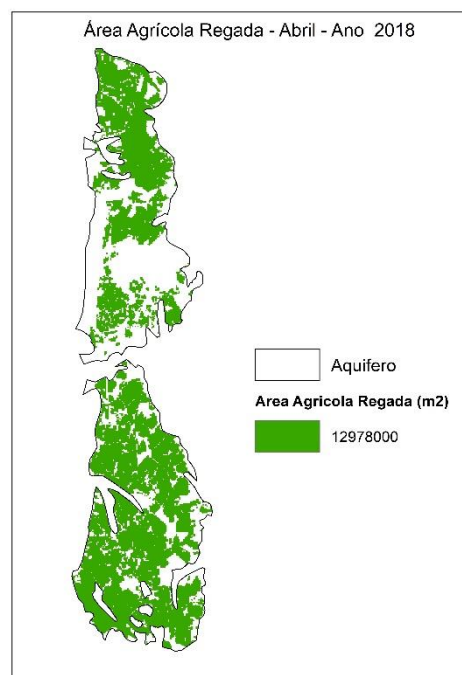 Área Agrícola Regada - Abril - Ano 2018
Aquifero
Area Agricola Regada (m2)
12978000